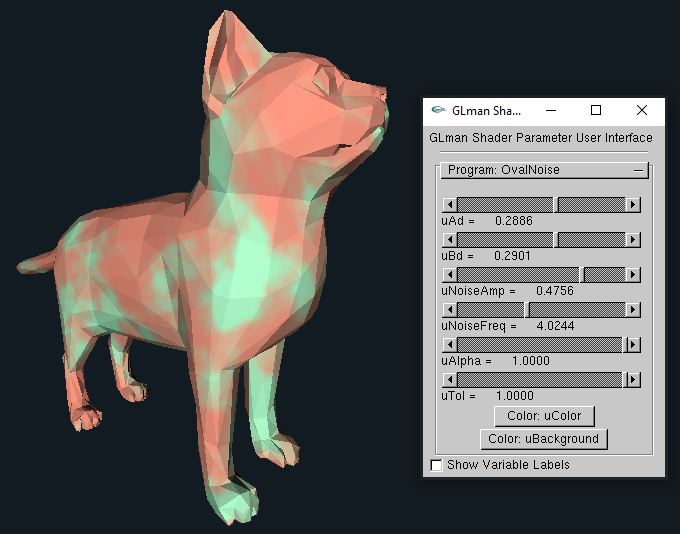 GLman Sha...
GLman Shader Parameter User Interface
Program: OvalNoise
uAd = 0.2886
uBd = 0.2901
uNoiseAmp = 0.4756
uNoiseFreq = 4.0244
uAlpha = 1.0000
uTol = 1.0000
Color: uColor
Color: uBackground
Show Variable Labels